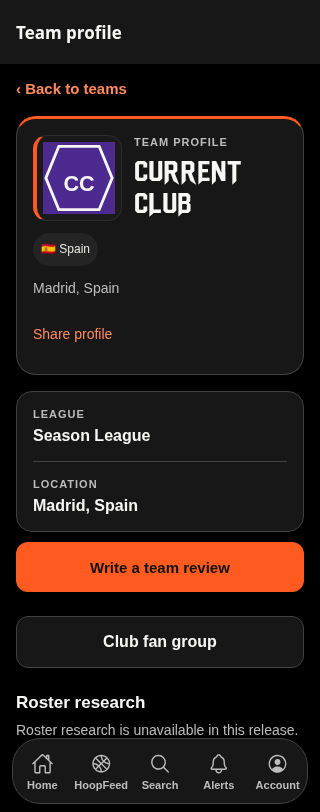 Team profile
‹ Back to teams
CC
TEAM PROFILE
CURRENT
CLUB
🇪🇸 Spain
Madrid, Spain
Share profile
LEAGUE
Season League
LOCATION
Madrid, Spain
Write a team review
Club fan group
Roster research
Roster research is unavailable in this release.
Home HoopFeed Search Alerts Account